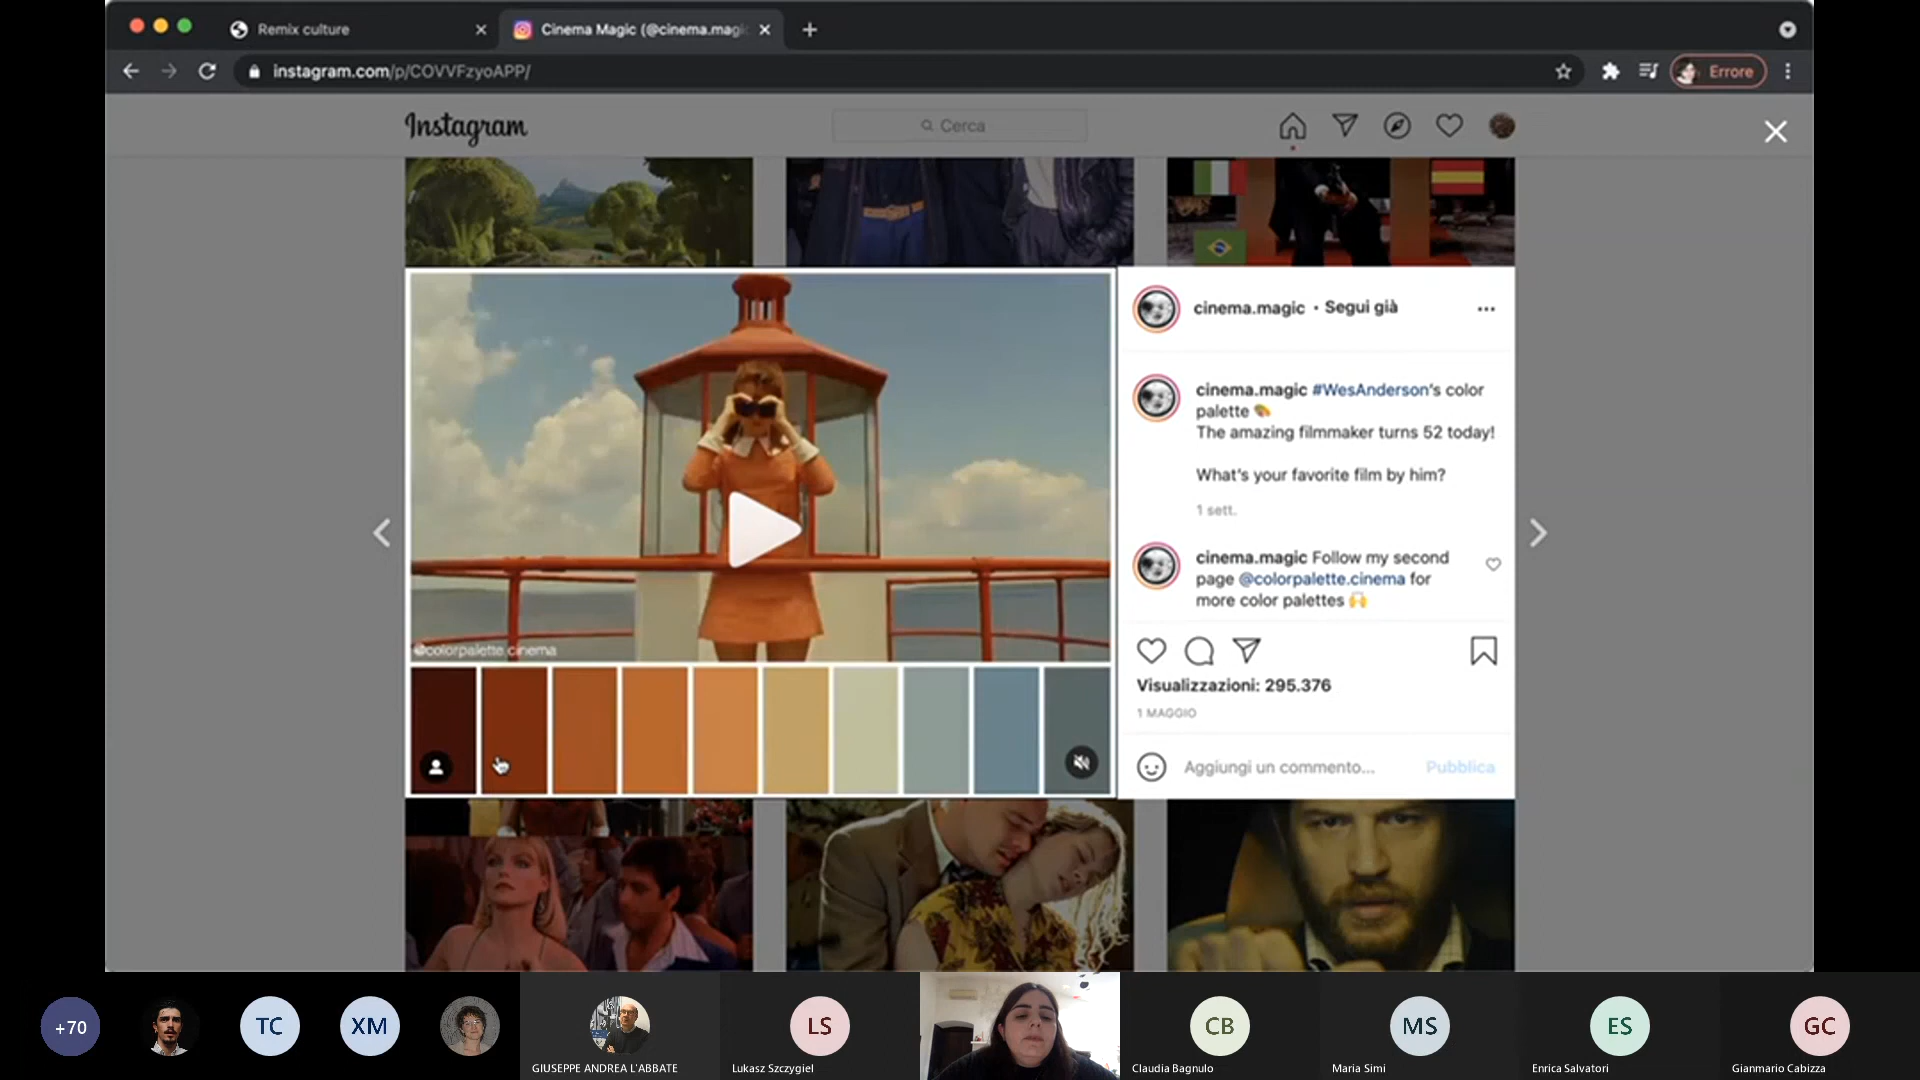 Remix culture
Cinema Magic (@cinema.magic
instagram.com/p/COVVFzyoAPP/
Errore
Instagram
Cerca
cinema.magic • Segui già
cinema.magic #WesAnderson's color
palette 🎨
The amazing filmmaker turns 52 today!
What's your favorite film by him?
1 sett.
cinema.magic Follow my second
page @colorpalette.cinema for
more color palettes 🙌
@colorpalette.cinema
Visualizzazioni: 295.376
1 MAGGIO
Aggiungi un commento...
Pubblica
+70
TC
XM
LS
CB
MS
ES
GC
GIUSEPPE ANDREA L'ABBATE
Lukasz Szczygiel
Claudia Bagnulo
Maria Simi
Enrica Salvatori
Gianmario Cabizza